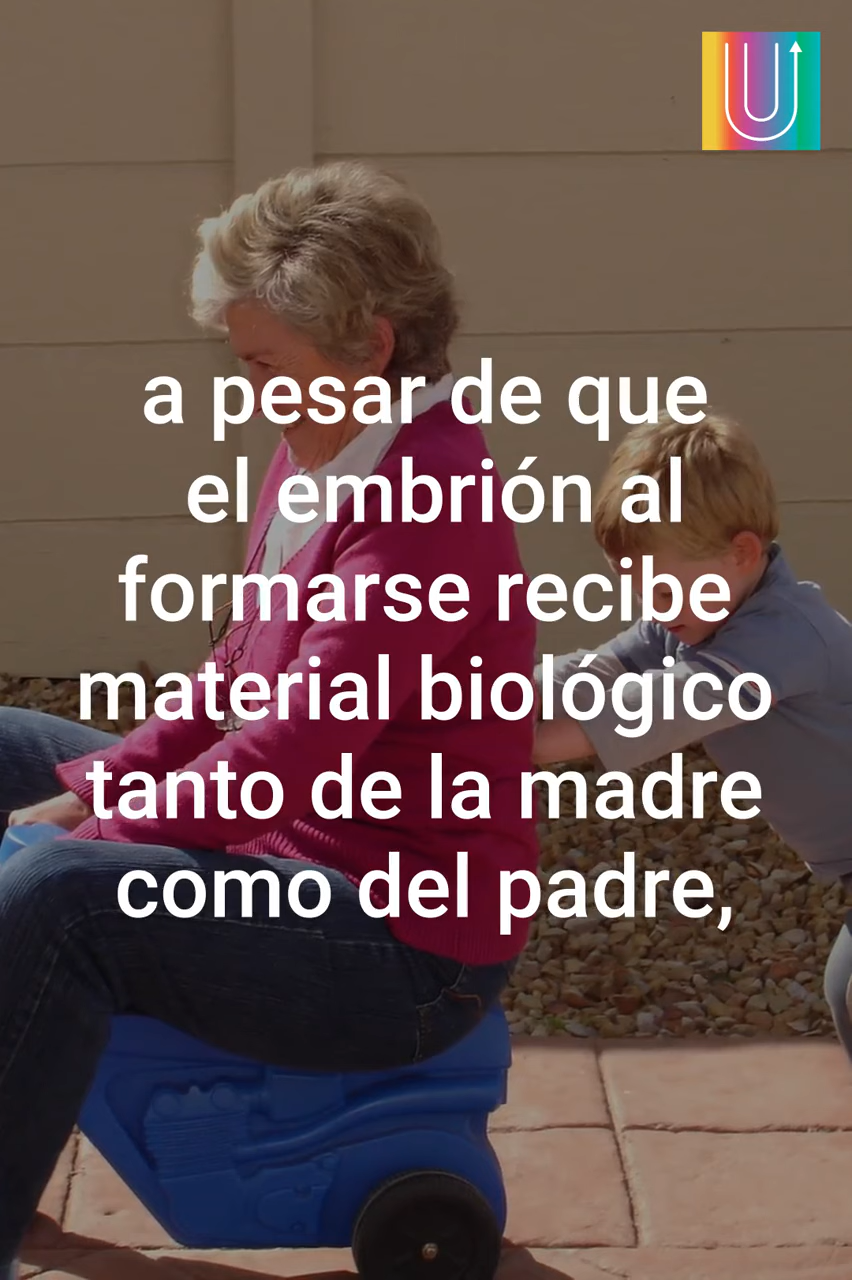 a pesar de que
el embrión al
formarse recibe
material biológico
tanto de la madre
como del padre,